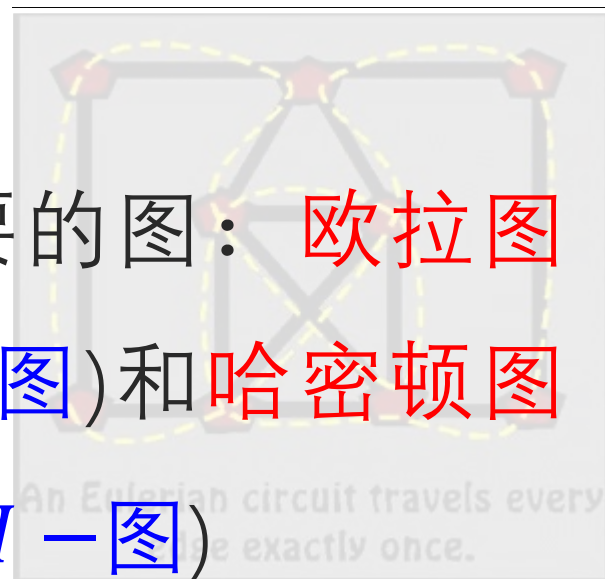 的图：欧拉图
图)和哈密顿图
－图)
An Eulerian circuit travels every
edge exactly once.